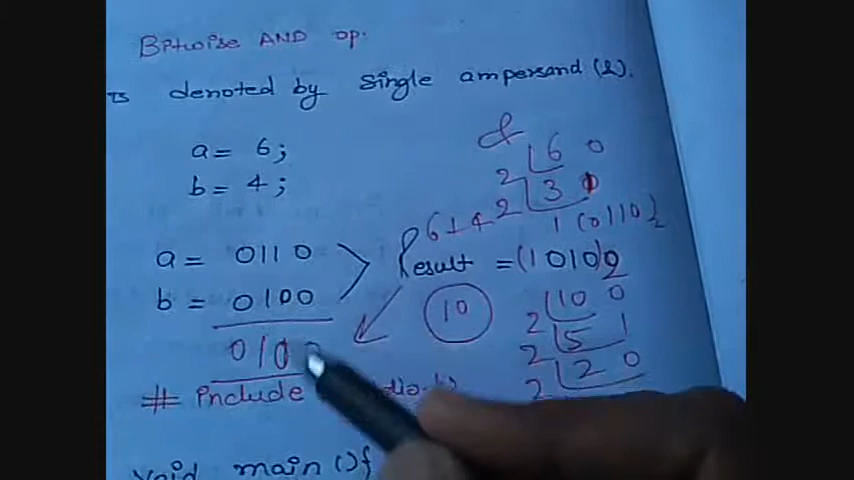 Bitwise AND op.
is denoted by single ampersand (&).
a = 6;
b = 4;
&
2 6 0
2 3 1
1 (0110)2
a = 0110
b = 0100
6 + 4
Result = (1010)2
10
010
2 10 0
2 5 1
2 2 0
# include
void main () {